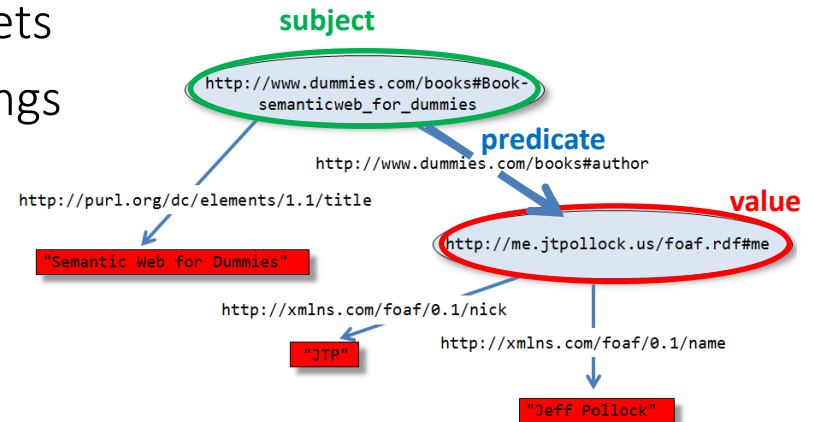 ets
ngs
subject
http://www.dummies.com/books#Book-
semanticweb_for_dummies
predicate
http://www.dummies.com/books#author
http://purl.org/dc/elements/1.1/title
value
"Semantic Web for Dummies"
http://me.jtpollock.us/foaf.rdf#me
http://xmlns.com/foaf/0.1/nick
"JTP"
http://xmlns.com/foaf/0.1/name
"Jeff Pollock"